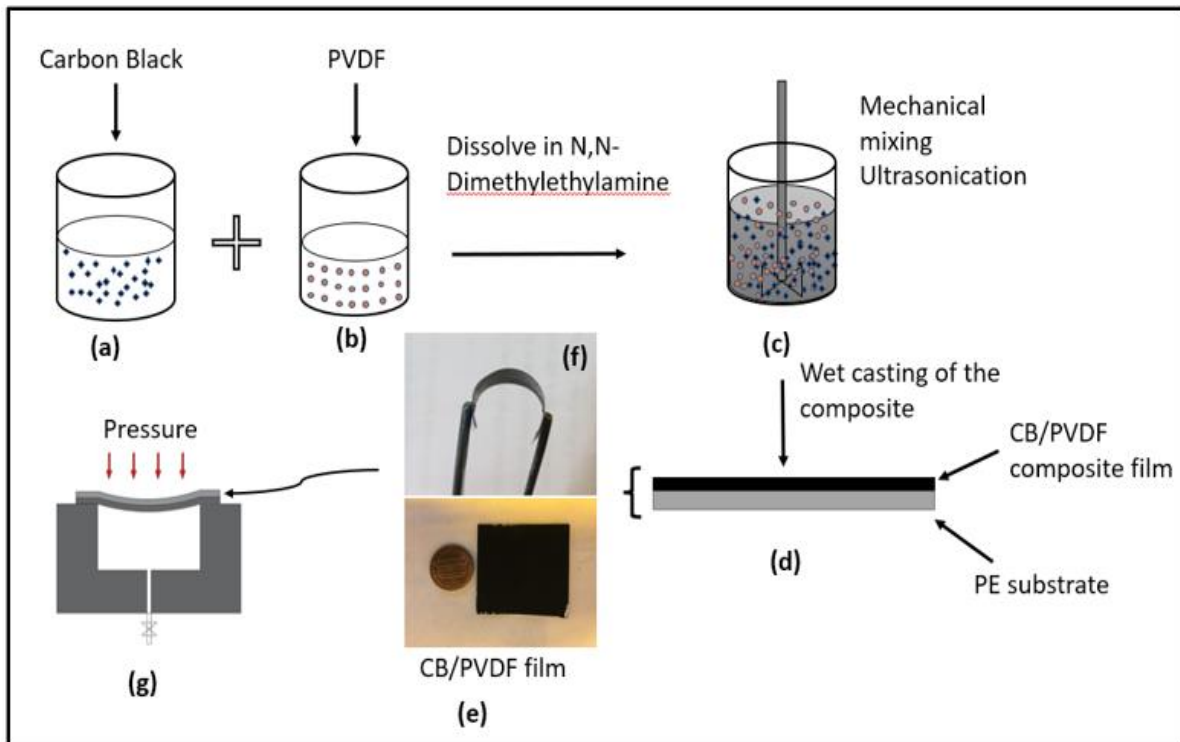 Carbon Black
PVDF
Dissolve in N,N-
Dimethylethylamine
Mechanical
mixing
Ultrasonication
(a)
(b)
(c)
(f)
Wet casting of the
composite
Pressure
CB/PVDF
composite film
(d)
PE substrate
(g)
CB/PVDF film
(e)